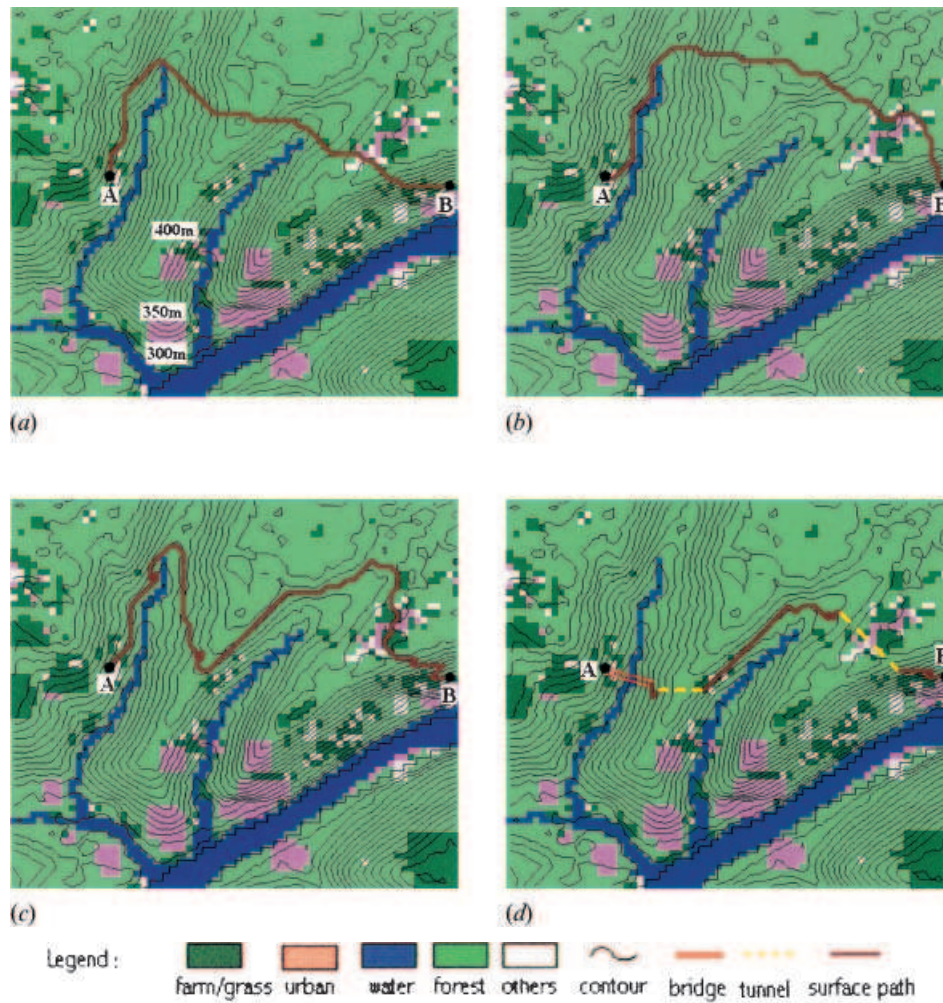 A
B
400m
350m
300m
(a)
A
B
(b)
A
B
(c)
A
B
(d)
Legend :
farm/grass urban water forest others contour bridge tunnel surface path